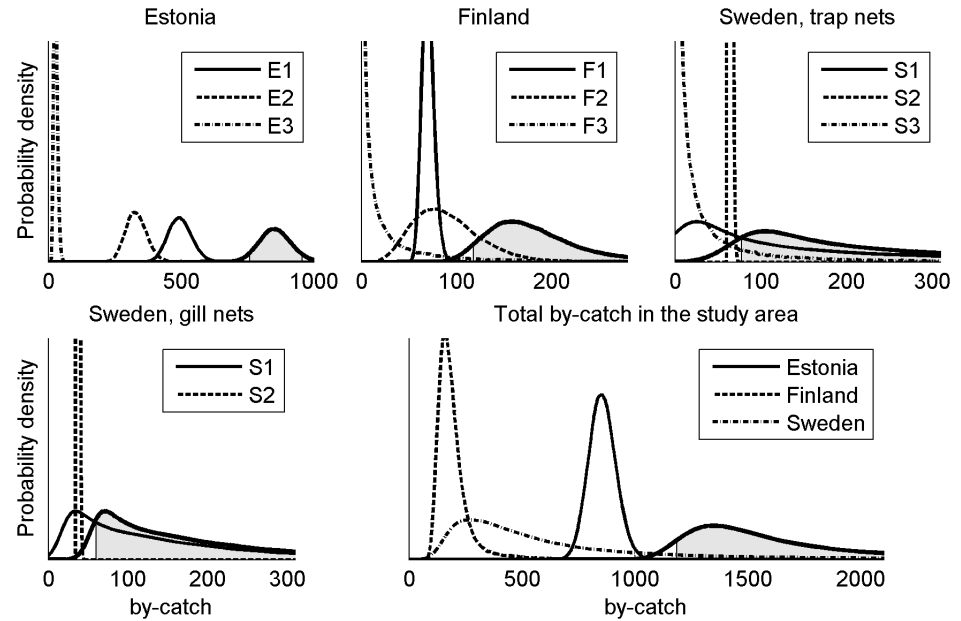 Estonia
Probability density
E1
E2
E3
0 500 1000
Finland
F1
F2
F3
0 100 200
Sweden, trap nets
S1
S2
S3
0 100 200 300
Sweden, gill nets
Probability density
S1
S2
0 100 200 300
by-catch
Total by-catch in the study area
Estonia
Finland
Sweden
0 500 1000 1500 2000
by-catch